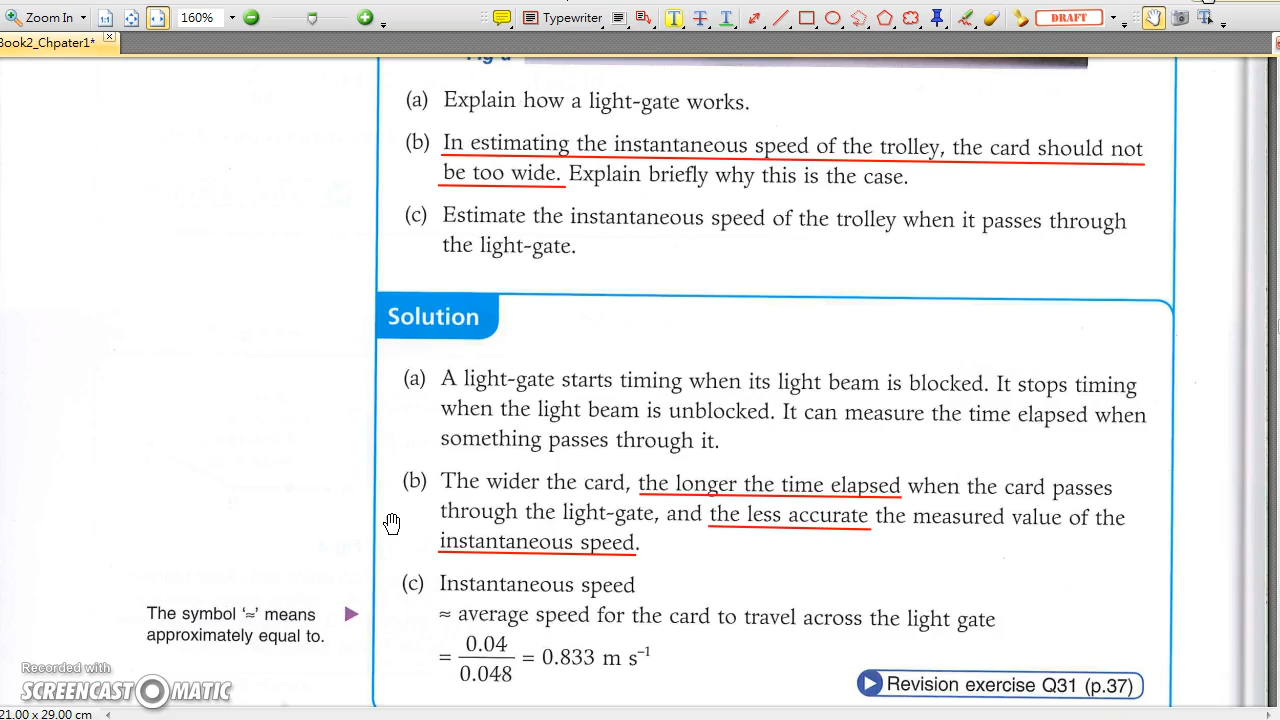 Zoom In
160%
Typewriter
DRAFT
Book2_Chpater1*
(a) Explain how a light-gate works.
(b) In estimating the instantaneous speed of the trolley, the card should not
be too wide. Explain briefly why this is the case.
(c) Estimate the instantaneous speed of the trolley when it passes through
the light-gate.
Solution
(a) A light-gate starts timing when its light beam is blocked. It stops timing
when the light beam is unblocked. It can measure the time elapsed when
something passes through it.
(b) The wider the card, the longer the time elapsed when the card passes
through the light-gate, and the less accurate the measured value of the
instantaneous speed.
(c) Instantaneous speed
≈ average speed for the card to travel across the light gate
= 0.04 / 0.048 = 0.833 m s⁻¹
The symbol ‘≈’ means
approximately equal to.
Revision exercise Q31 (p.37)
Recorded with
SCREENCAST MATIC
21.00 x 29.00 cm